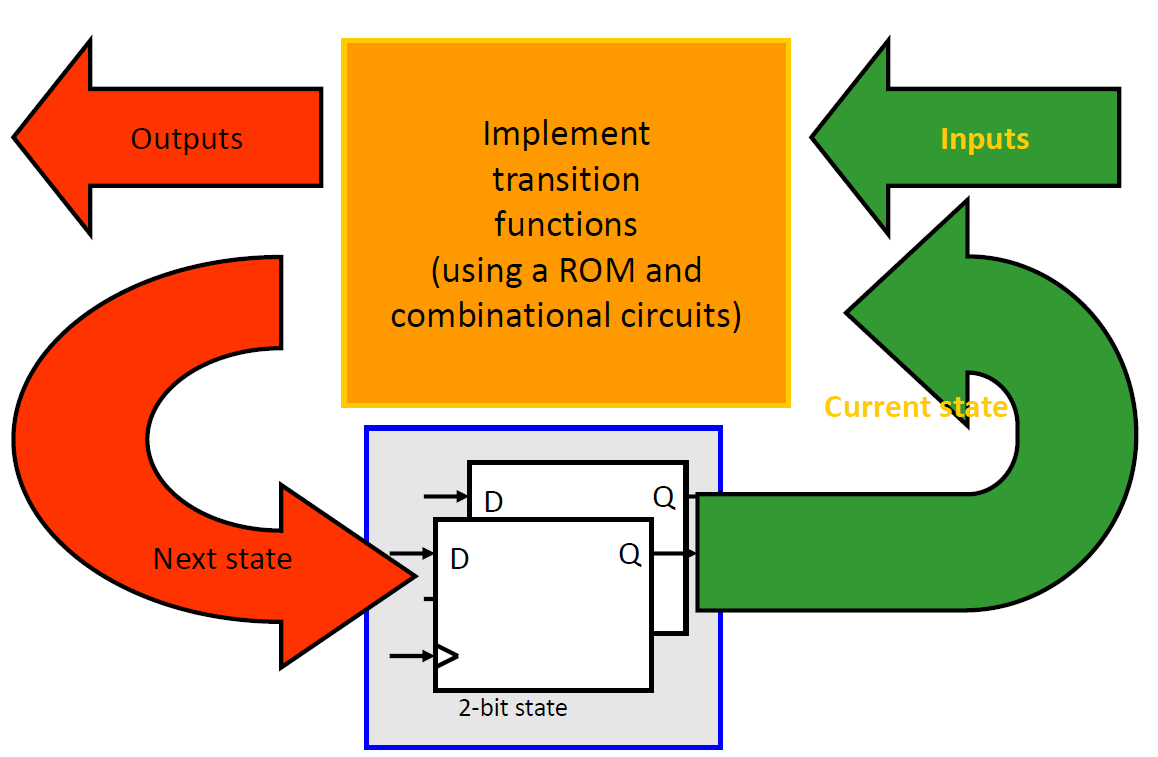 Outputs
Implement
transition
functions
(using a ROM and
combinational circuits)
Inputs
Current state
Next state
D
Q
D
Q
2-bit state